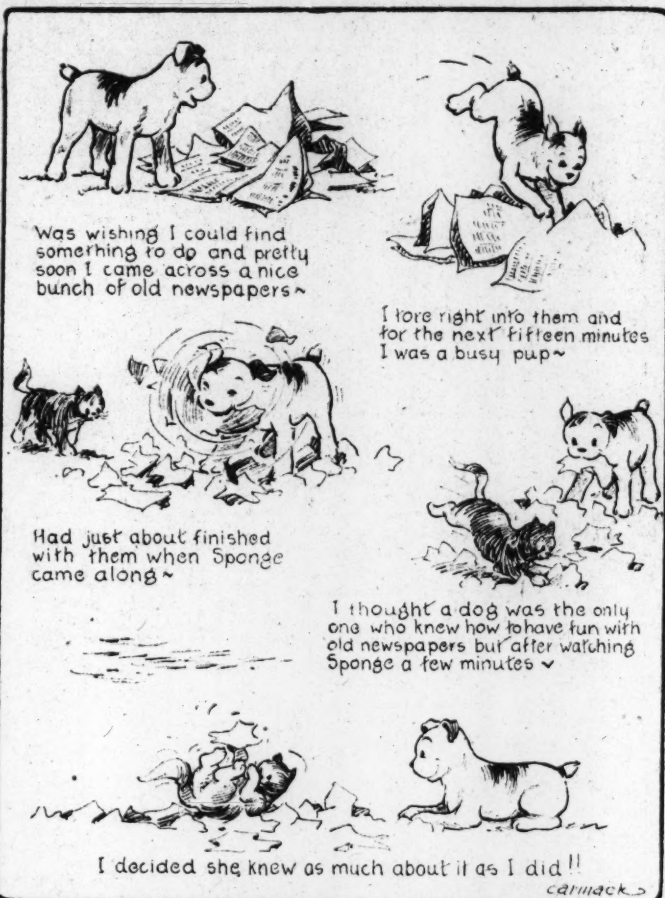 Was wishing I could find
something to do and pretty
soon I came across a nice
bunch of old newspapers~
I tore right into them and
for the next fifteen minutes
I was a busy pup~
Had just about finished
with them when Sponge
came along~
I thought a dog was the only
one who knew how to have fun with
old newspapers but after watching
Sponge a few minutes~
I decided she knew as much about it as I did!!
carmack